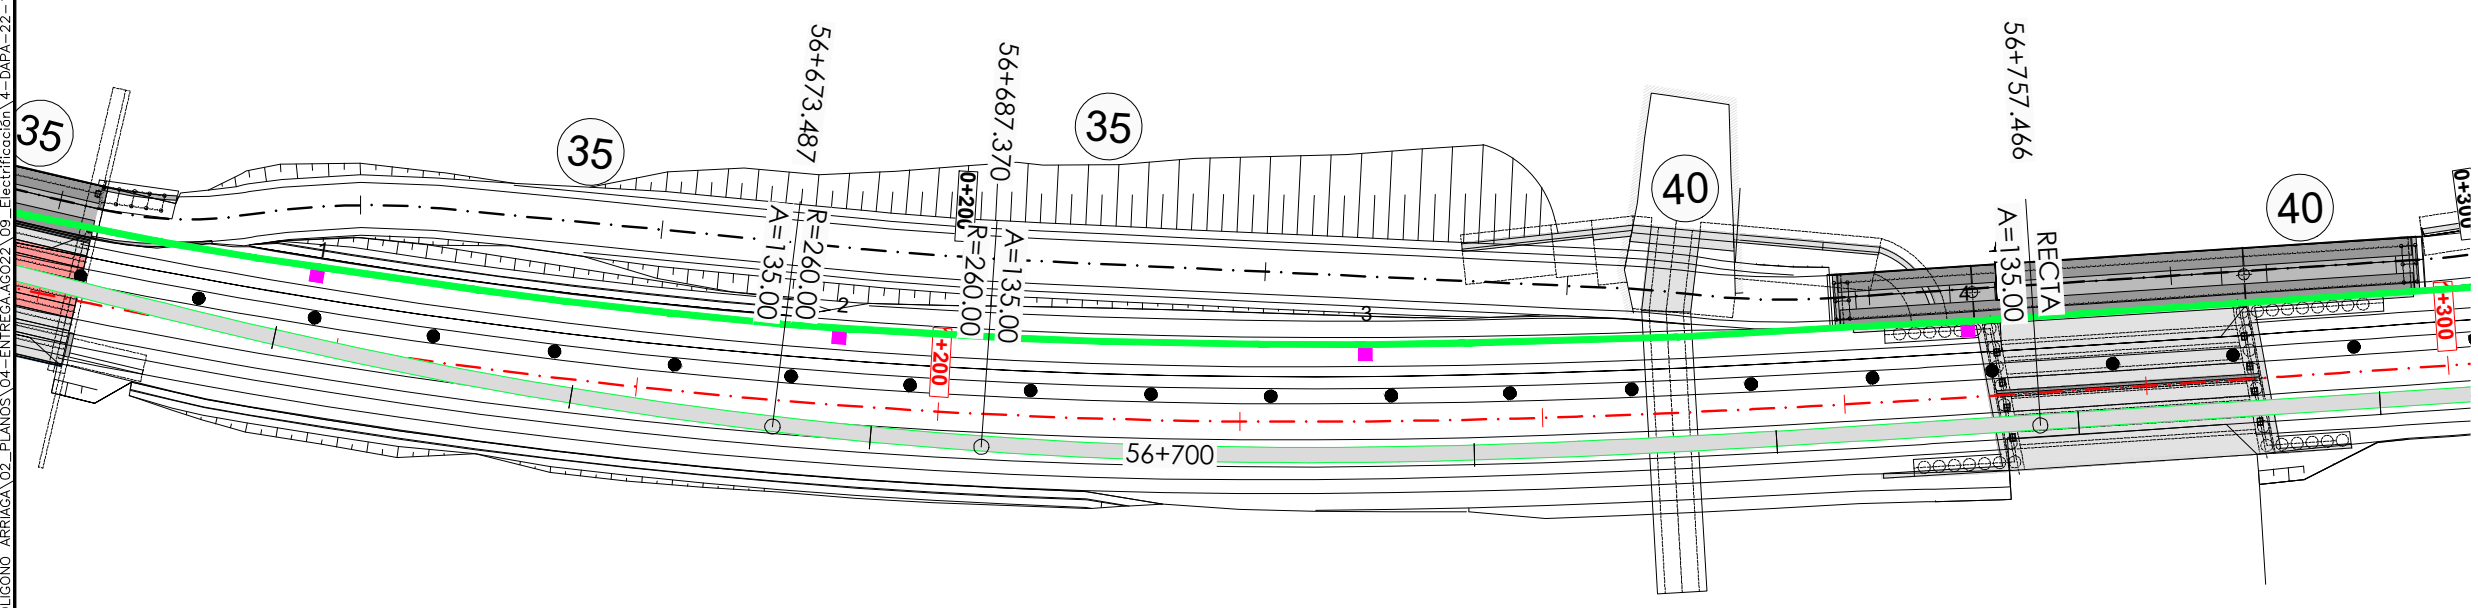 OLIGONO ARRIAGA\02_PLANOS\04-ENTREGA.AGO22\09_Electrificación\4-DAPA-22-
35
35
35
40
40
56+673.487
R=260.00
A=135.00
0+200
56+687.370
A=135.00
R=260.00
56+757.466
RECTA
A=135.00
0+300
1
2
3
4
+200
56+700
+300